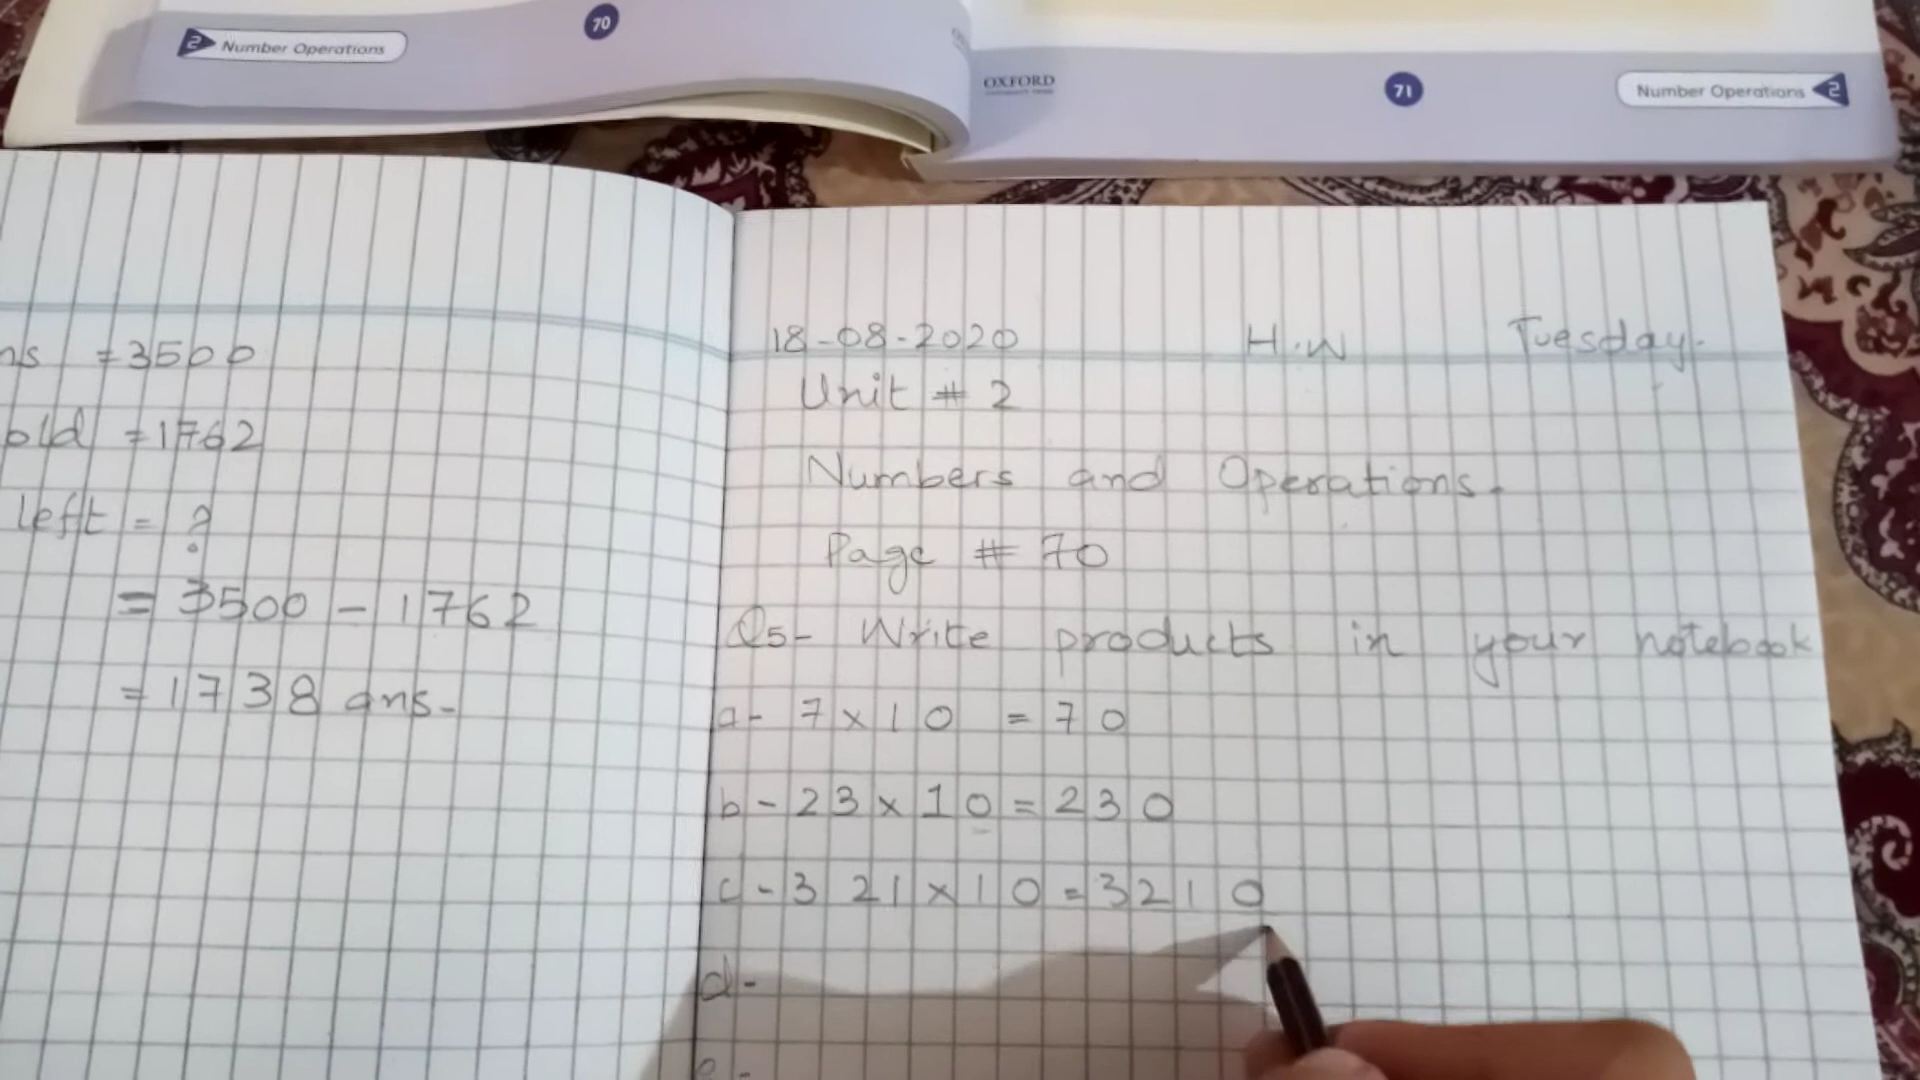 2 Number Operations
70
OXFORD
71
Number Operations 2
= 3500
= 1762
left = ?
= 3500 - 1762
= 1738 ans-
18-08-2020 H.W Tuesday.
Unit # 2
Numbers and Operations.
Page # 70
Q5- Write products in your notebook
a- 7 x 10 = 70
b- 23 x 10 = 230
c- 321 x 10 = 3210
d-
e-